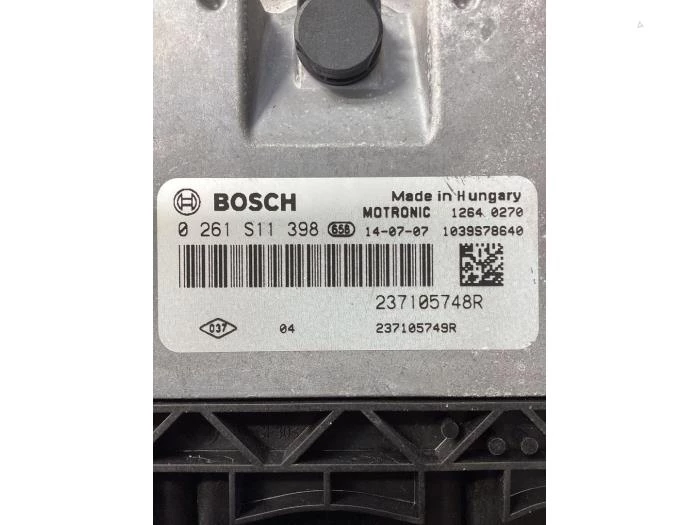 BOSCH Made in Hungary
MOTRONIC 1264 0270
0 261 S11 398 656 14-07-07 1039S78640
237105748R
037 04 237105749R